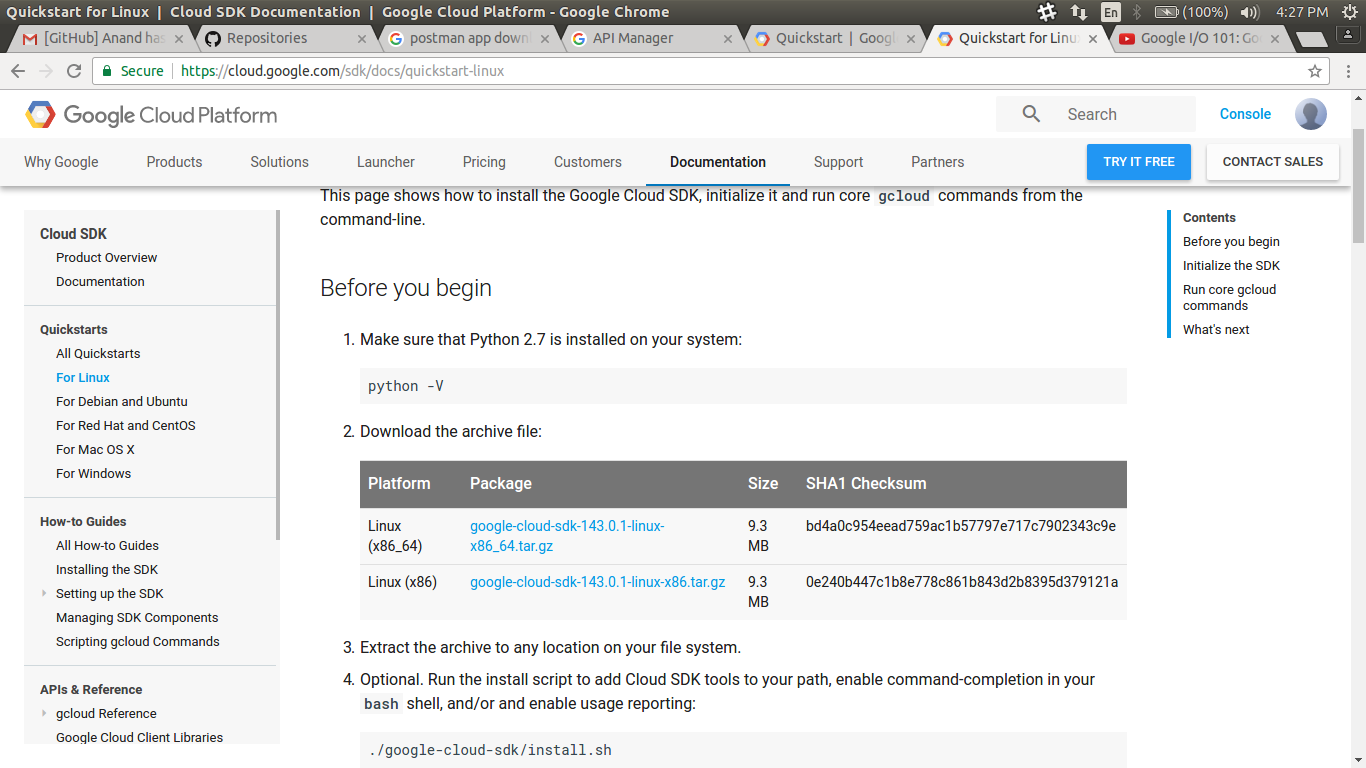 Quickstart for Linux | Cloud SDK Documentation | Google Cloud Platform - Google Chrome
En
(100%)
4:27 PM
[GitHub] Anand has
Repositories
postman app down
API Manager
Quickstart | Google
Quickstart for Linux
Google I/O 101: Go
Secure
https://cloud.google.com/sdk/docs/quickstart-linux
Google Cloud Platform
Search
Console
Why Google
Products
Solutions
Launcher
Pricing
Customers
Documentation
Support
Partners
TRY IT FREE
CONTACT SALES
Cloud SDK
Product Overview
Documentation
Quickstarts
All Quickstarts
For Linux
For Debian and Ubuntu
For Red Hat and CentOS
For Mac OS X
For Windows
How-to Guides
All How-to Guides
Installing the SDK
Setting up the SDK
Managing SDK Components
Scripting gcloud Commands
APIs & Reference
gcloud Reference
Google Cloud Client Libraries
This page shows how to install the Google Cloud SDK, initialize it and run core gcloud commands from the
command-line.
Before you begin
1. Make sure that Python 2.7 is installed on your system:
python -V
2. Download the archive file:
Platform Package Size SHA1 Checksum
Linux google-cloud-sdk-143.0.1-linux- 9.3 bd4a0c954eead759ac1b57797e717c7902343c9e
(x86_64) x86_64.tar.gz MB
Linux (x86) google-cloud-sdk-143.0.1-linux-x86.tar.gz 9.3 0e240b447c1b8e778c861b843d2b8395d379121a
MB
3. Extract the archive to any location on your file system.
4. Optional. Run the install script to add Cloud SDK tools to your path, enable command-completion in your
bash shell, and/or and enable usage reporting:
./google-cloud-sdk/install.sh
Contents
Before you begin
Initialize the SDK
Run core gcloud
commands
What's next